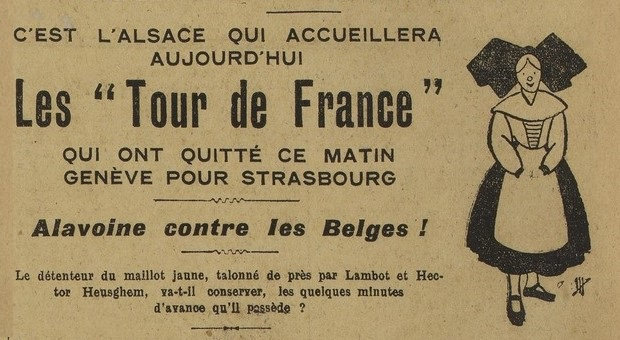 C'EST L'ALSACE QUI ACCUEILLERA
AUJOURD'HUI
Les "Tour de France"
QUI ONT QUITTÉ CE MATIN
GENÈVE POUR STRASBOURG
Alavoine contre les Belges !
Le détenteur du maillot jaune, talonné de près par Lambot et Hec-
tor Heusghem, va-t-il conserver, les quelques minutes
d'avance qu'il possède ?